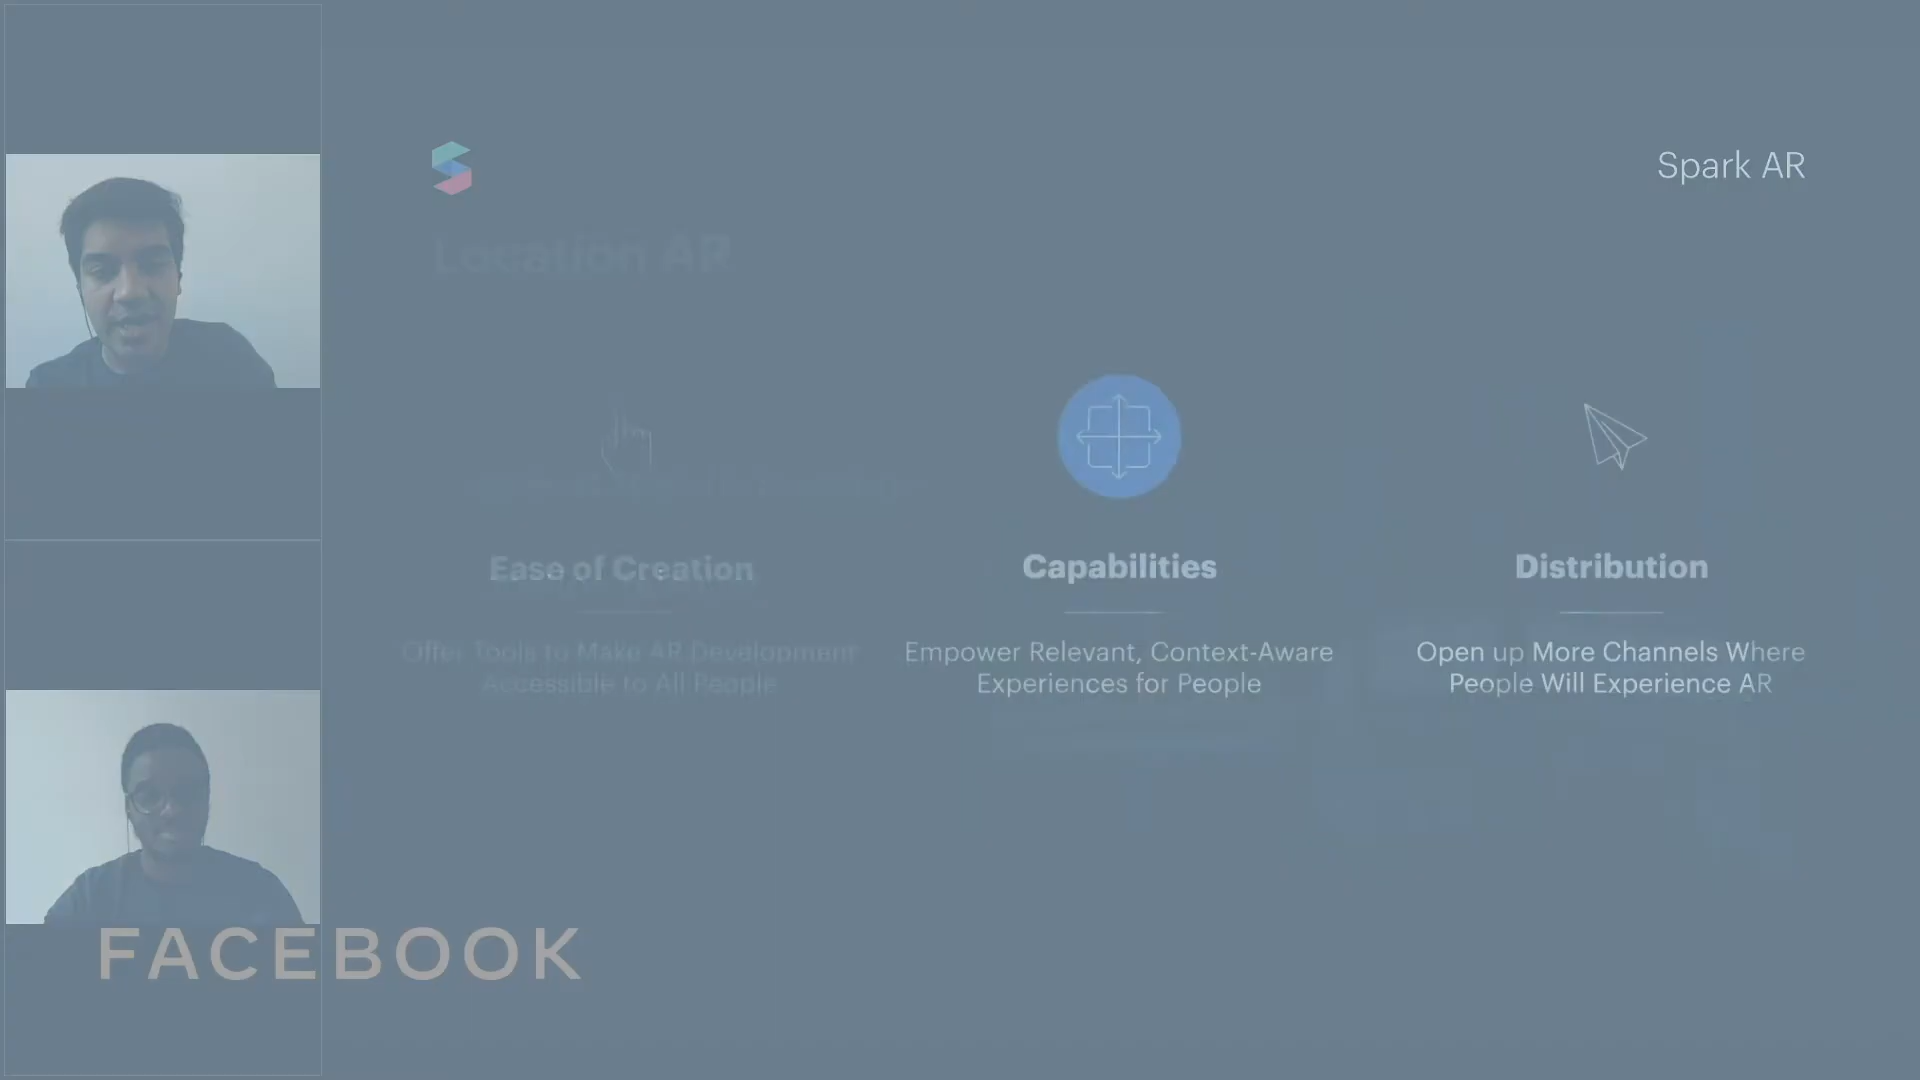 Spark AR
Location AR
Ease of Creation
Offer Tools to Make AR Development
Accessible to All People
Capabilities
Empower Relevant, Context-Aware
Experiences for People
Distribution
Open up More Channels Where
People Will Experience AR
FACEBOOK